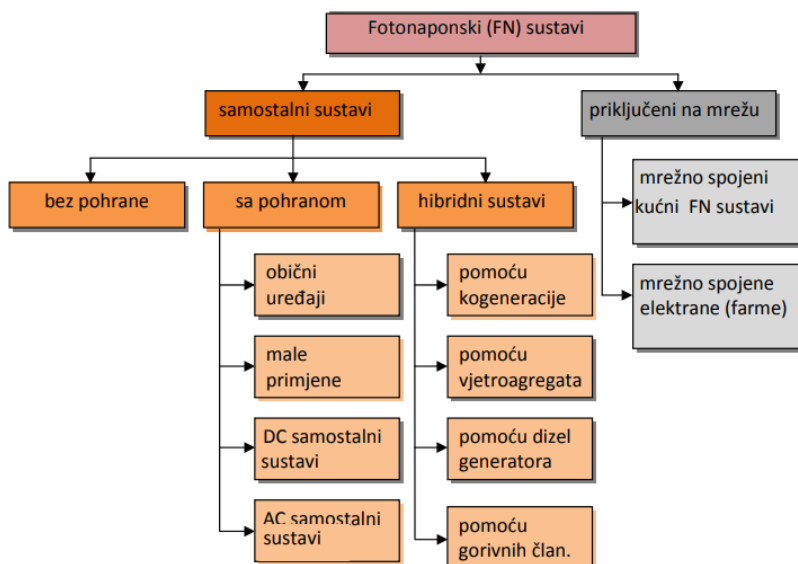 Fotonaponski (FN) sustavi
samostalni sustavi
priključeni na mrežu
bez pohrane
sa pohranom
hibridni sustavi
mrežno spojeni
kućni FN sustavi
obični
uređaji
pomoću
kogeneracije
mrežno spojene
elektrane (farme)
male
primjene
pomoću
vjetroagregata
DC samostalni
sustavi
pomoću dizel
generatora
AC samostalni
sustavi
pomoću
gorivnih član.